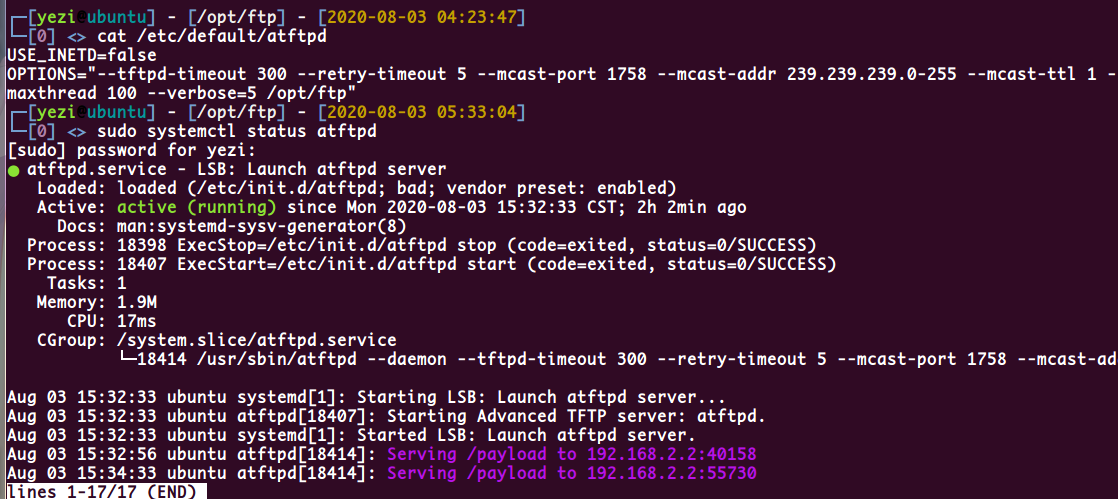 ┌─[yezi@ubuntu] - [/opt/ftp] - [2020-08-03 04:23:47]
└─[0] <> cat /etc/default/atftpd
USE_INETD=false
OPTIONS="--tftpd-timeout 300 --retry-timeout 5 --mcast-port 1758 --mcast-addr 239.239.239.0-255 --mcast-ttl 1 -
maxthread 100 --verbose=5 /opt/ftp"
┌─[yezi@ubuntu] - [/opt/ftp] - [2020-08-03 05:33:04]
└─[0] <> sudo systemctl status atftpd
[sudo] password for yezi:
● atftpd.service - LSB: Launch atftpd server
   Loaded: loaded (/etc/init.d/atftpd; bad; vendor preset: enabled)
   Active: active (running) since Mon 2020-08-03 15:32:33 CST; 2h 2min ago
     Docs: man:systemd-sysv-generator(8)
  Process: 18398 ExecStop=/etc/init.d/atftpd stop (code=exited, status=0/SUCCESS)
  Process: 18407 ExecStart=/etc/init.d/atftpd start (code=exited, status=0/SUCCESS)
    Tasks: 1
   Memory: 1.9M
      CPU: 17ms
   CGroup: /system.slice/atftpd.service
           └─18414 /usr/sbin/atftpd --daemon --tftpd-timeout 300 --retry-timeout 5 --mcast-port 1758 --mcast-ad
Aug 03 15:32:33 ubuntu systemd[1]: Starting LSB: Launch atftpd server...
Aug 03 15:32:33 ubuntu atftpd[18407]: Starting Advanced TFTP server: atftpd.
Aug 03 15:32:33 ubuntu systemd[1]: Started LSB: Launch atftpd server.
Aug 03 15:32:56 ubuntu atftpd[18414]: Serving /payload to 192.168.2.2:40158
Aug 03 15:34:33 ubuntu atftpd[18414]: Serving /payload to 192.168.2.2:55730
lines 1-17/17 (END)